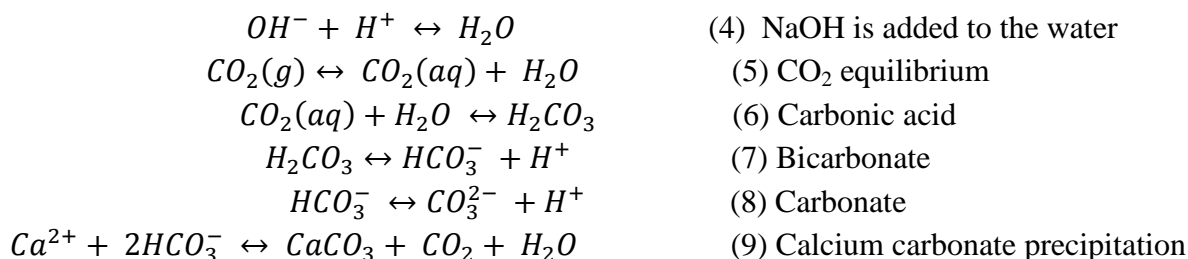 OH⁻ + H⁺ ↔ H₂O (4) NaOH is added to the water
CO₂(g) ↔ CO₂(aq) + H₂O (5) CO₂ equilibrium
CO₂(aq) + H₂O ↔ H₂CO₃ (6) Carbonic acid
H₂CO₃ ↔ HCO₃⁻ + H⁺ (7) Bicarbonate
HCO₃⁻ ↔ CO₃²⁻ + H⁺ (8) Carbonate
Ca²⁺ + 2HCO₃⁻ ↔ CaCO₃ + CO₂ + H₂O (9) Calcium carbonate precipitation